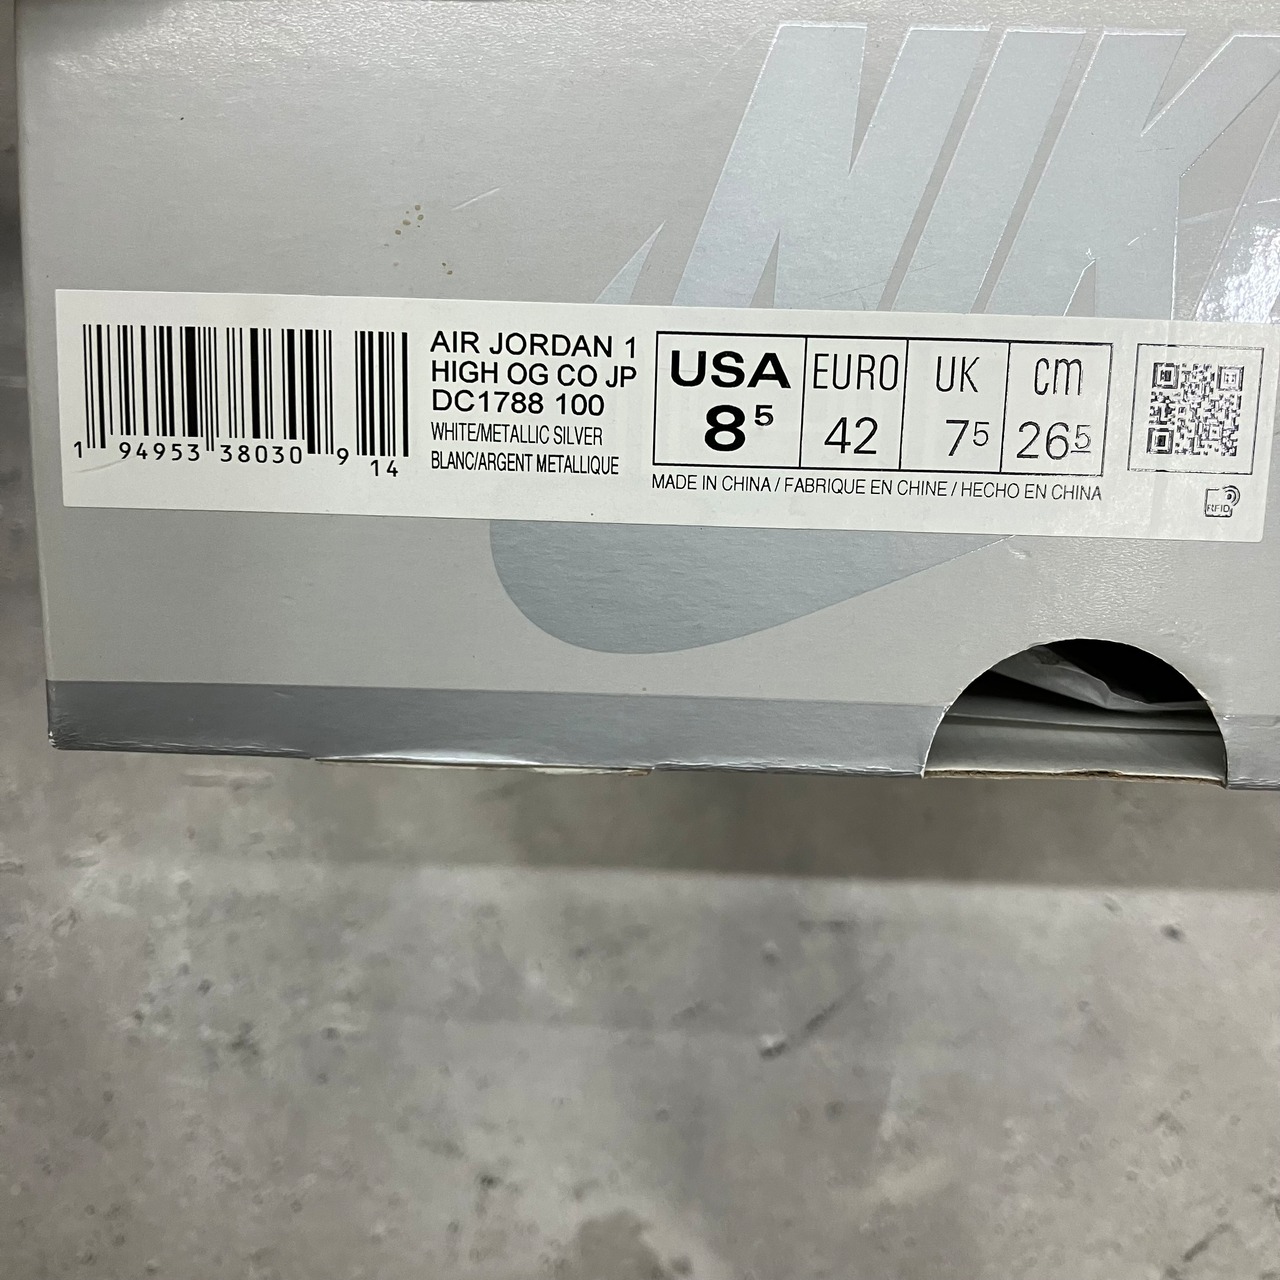 NIKE
AIR JORDAN 1
HIGH OG CO JP
DC1788 100
WHITE/METALLIC SILVER
BLANC/ARGENT METALLIQUE
1 94953 38030 9 14
USA
8⁵
EURO
42
UK
7⁵
cm
26⁵
MADE IN CHINA / FABRIQUE EN CHINE / HECHO EN CHINA
RFID